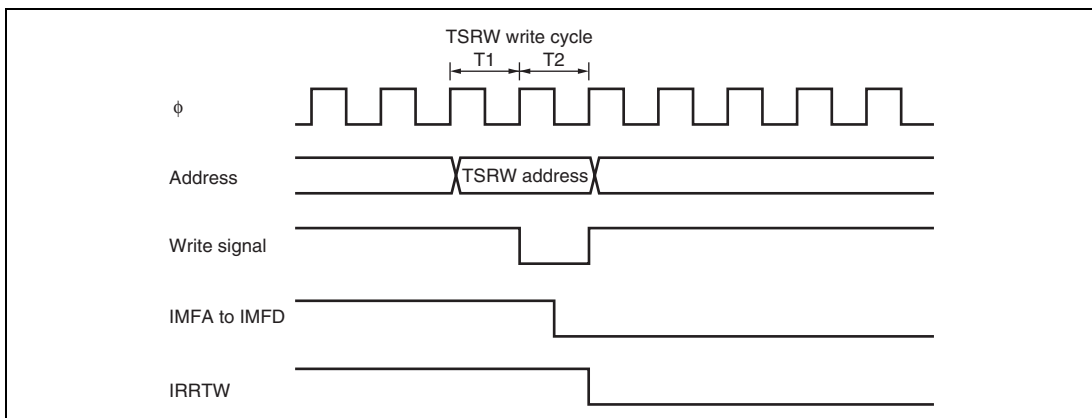 TSRW write cycle
T1 T2
ϕ
Address
TSRW address
Write signal
IMFA to IMFD
IRRTW